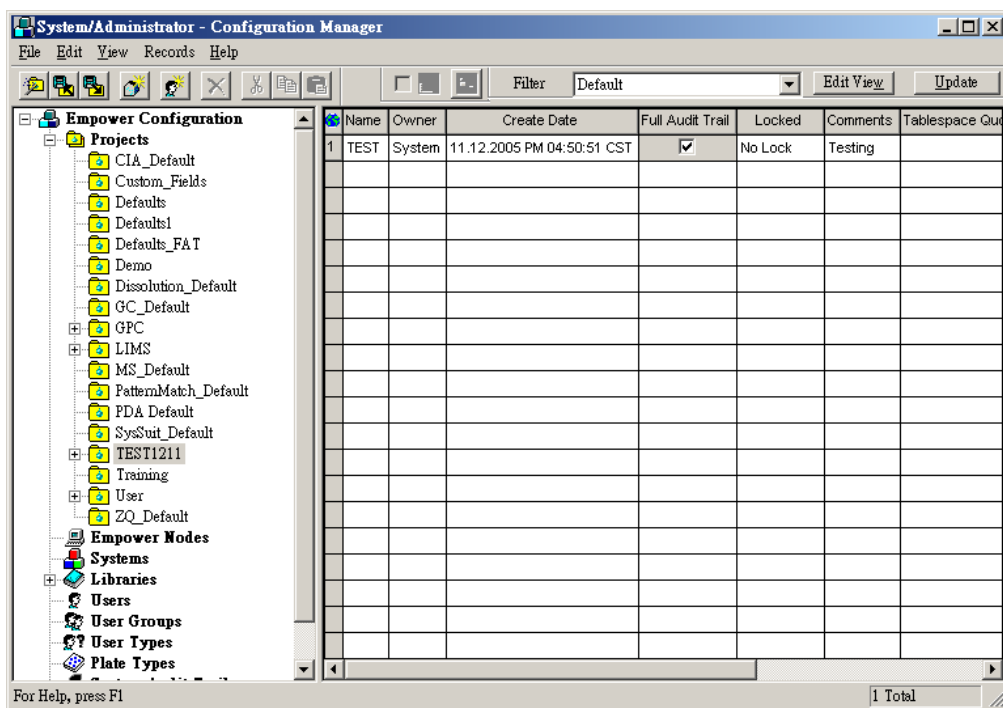 System/Administrator - Configuration Manager
File Edit View Records Help
Filter Default Edit View Update
Empower Configuration
Projects
CIA_Default
Custom_Fields
Defaults
Defaults1
Defaults_FAT
Demo
Dissolution_Default
GC_Default
GPC
LIMS
MS_Default
PatternMatch_Default
PDA Default
SysSuit_Default
TEST1211
Training
User
ZQ_Default
Empower Nodes
Systems
Libraries
Users
User Groups
User Types
Plate Types
Name Owner Create Date Full Audit Trail Locked Comments Tablespace Quo
1 TEST System 11.12.2005 PM 04:50:51 CST No Lock Testing
For Help, press F1
1 Total